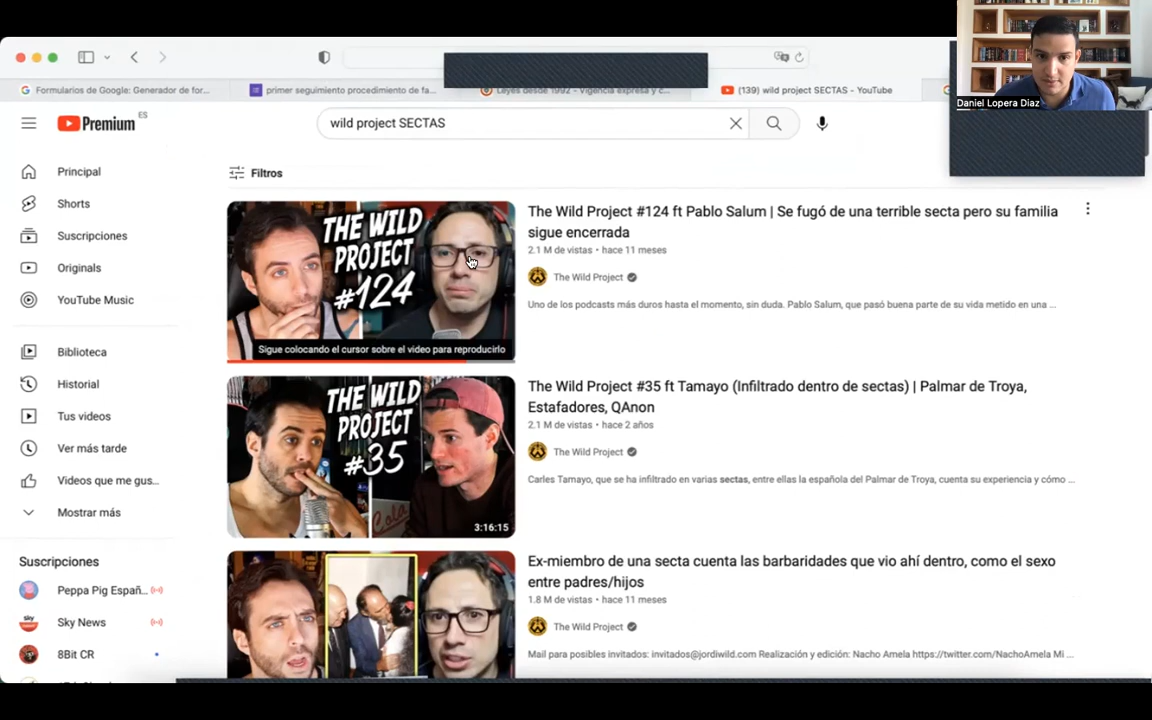 Formularios de Google: Generador de for...
primer seguimiento procedimiento de fa...
Leyes desde 1992 - Vigencia expresa y c...
(139) wild project SECTAS - YouTube
Daniel Lopera Diaz
Premium ES
wild project SECTAS
Principal
Shorts
Suscripciones
Originals
YouTube Music
Biblioteca
Historial
Tus videos
Ver más tarde
Videos que me gus...
Mostrar más
Suscripciones
Peppa Pig Españ...
sky
Sky News
8Bit CR
Filtros
THE WILD
PROJECT
#124
Sigue colocando el cursor sobre el video para reproducirlo
The Wild Project #124 ft Pablo Salum | Se fugó de una terrible secta pero su familia
sigue encerrada
2.1 M de vistas • hace 11 meses
The Wild Project
Uno de los podcasts más duros hasta el momento, sin duda. Pablo Salum, que pasó buena parte de su vida metido en una ...
THE WILD
PROJECT
#35
Cola
3:16:15
The Wild Project #35 ft Tamayo (Infiltrado dentro de sectas) | Palmar de Troya,
Estafadores, QAnon
2.1 M de vistas • hace 2 años
The Wild Project
Carles Tamayo, que se ha infiltrado en varias sectas, entre ellas la española del Palmar de Troya, cuenta su experiencia y cómo ...
Ex-miembro de una secta cuenta las barbaridades que vio ahí dentro, como el sexo
entre padres/hijos
1.8 M de vistas • hace 11 meses
The Wild Project
Mail para posibles invitados: invitados@jordiwild.com Realización y edición: Nacho Amela https://twitter.com/NachoAmela Mi ...